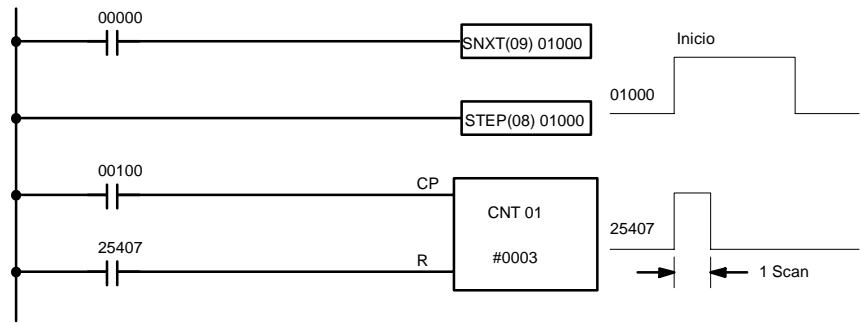 00000
SNXT(09) 01000
Inicio
01000
STEP(08) 01000
00100
CP
CNT 01
#0003
25407
25407
R
1 Scan